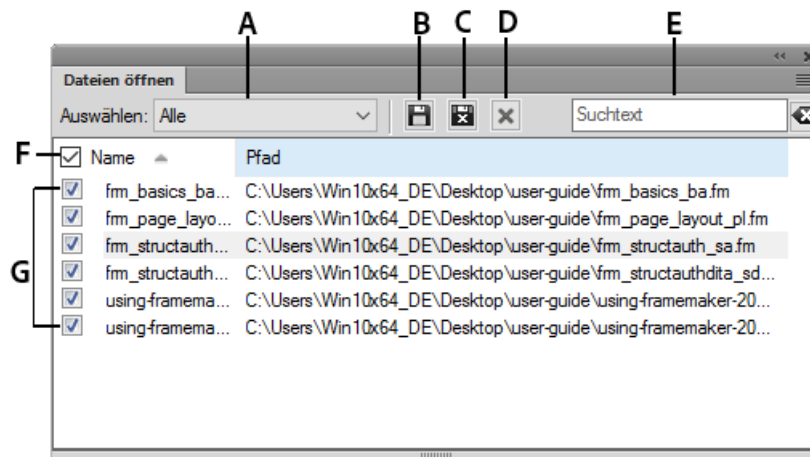 A B C D E
Dateien öffnen
Auswählen: Alle Suchtext
F Name Pfad
frm_basics_ba... C:\Users\Win10x64_DE\Desktop\user-guide\frm_basics_ba.fm
frm_page_layo... C:\Users\Win10x64_DE\Desktop\user-guide\frm_page_layout_pl.fm
frm_structauth... C:\Users\Win10x64_DE\Desktop\user-guide\frm_structauth_sa.fm
G frm_structauth... C:\Users\Win10x64_DE\Desktop\user-guide\frm_structauthdita_sd...
using-framema... C:\Users\Win10x64_DE\Desktop\user-guide\using-framemaker-20...
using-framema... C:\Users\Win10x64_DE\Desktop\user-guide\using-framemaker-20...